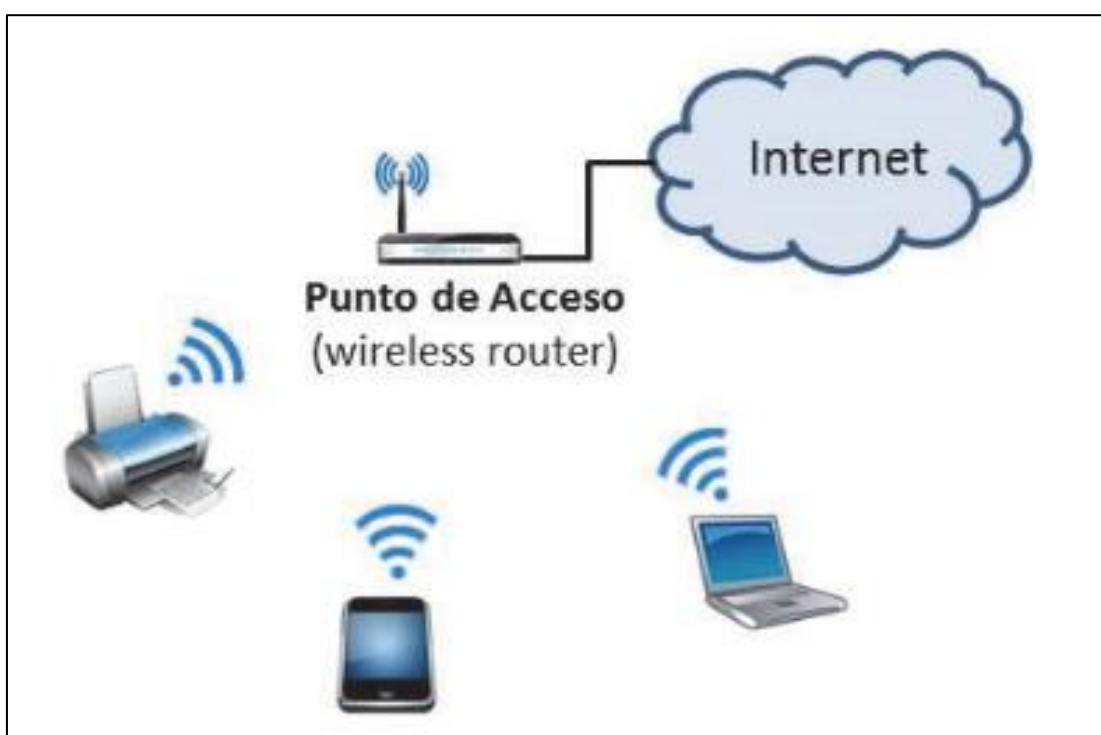 Internet
Punto de Acceso
(wireless router)